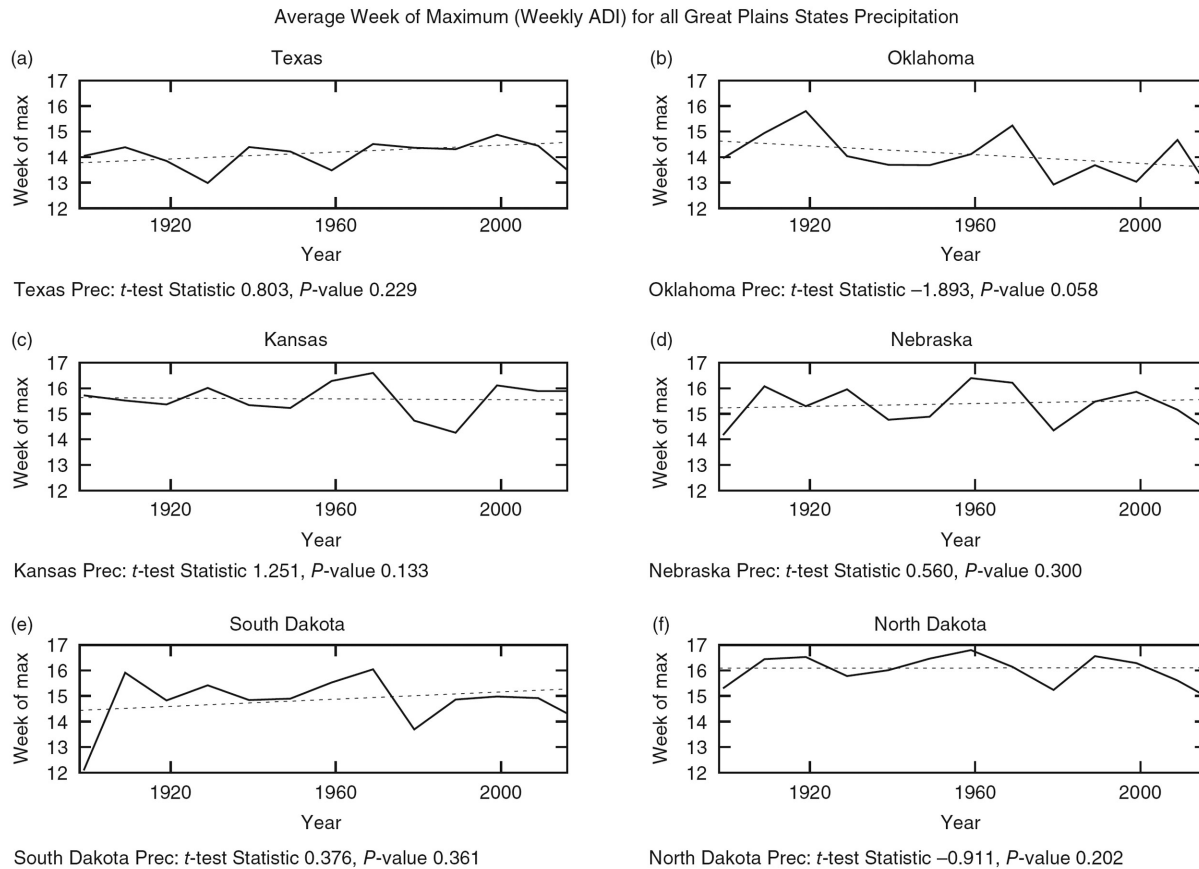 Average Week of Maximum (Weekly ADI) for all Great Plains States Precipitation
(a)
Texas
Week of max
17
16
15
14
13
12
1920
1960
2000
Year
Texas Prec: t-test Statistic 0.803, P-value 0.229
(b)
Oklahoma
Week of max
17
16
15
14
13
12
1920
1960
2000
Year
Oklahoma Prec: t-test Statistic –1.893, P-value 0.058
(c)
Kansas
Week of max
17
16
15
14
13
12
1920
1960
2000
Year
Kansas Prec: t-test Statistic 1.251, P-value 0.133
(d)
Nebraska
Week of max
17
16
15
14
13
12
1920
1960
2000
Year
Nebraska Prec: t-test Statistic 0.560, P-value 0.300
(e)
South Dakota
Week of max
17
16
15
14
13
12
1920
1960
2000
Year
South Dakota Prec: t-test Statistic 0.376, P-value 0.361
(f)
North Dakota
Week of max
17
16
15
14
13
12
1920
1960
2000
Year
North Dakota Prec: t-test Statistic –0.911, P-value 0.202